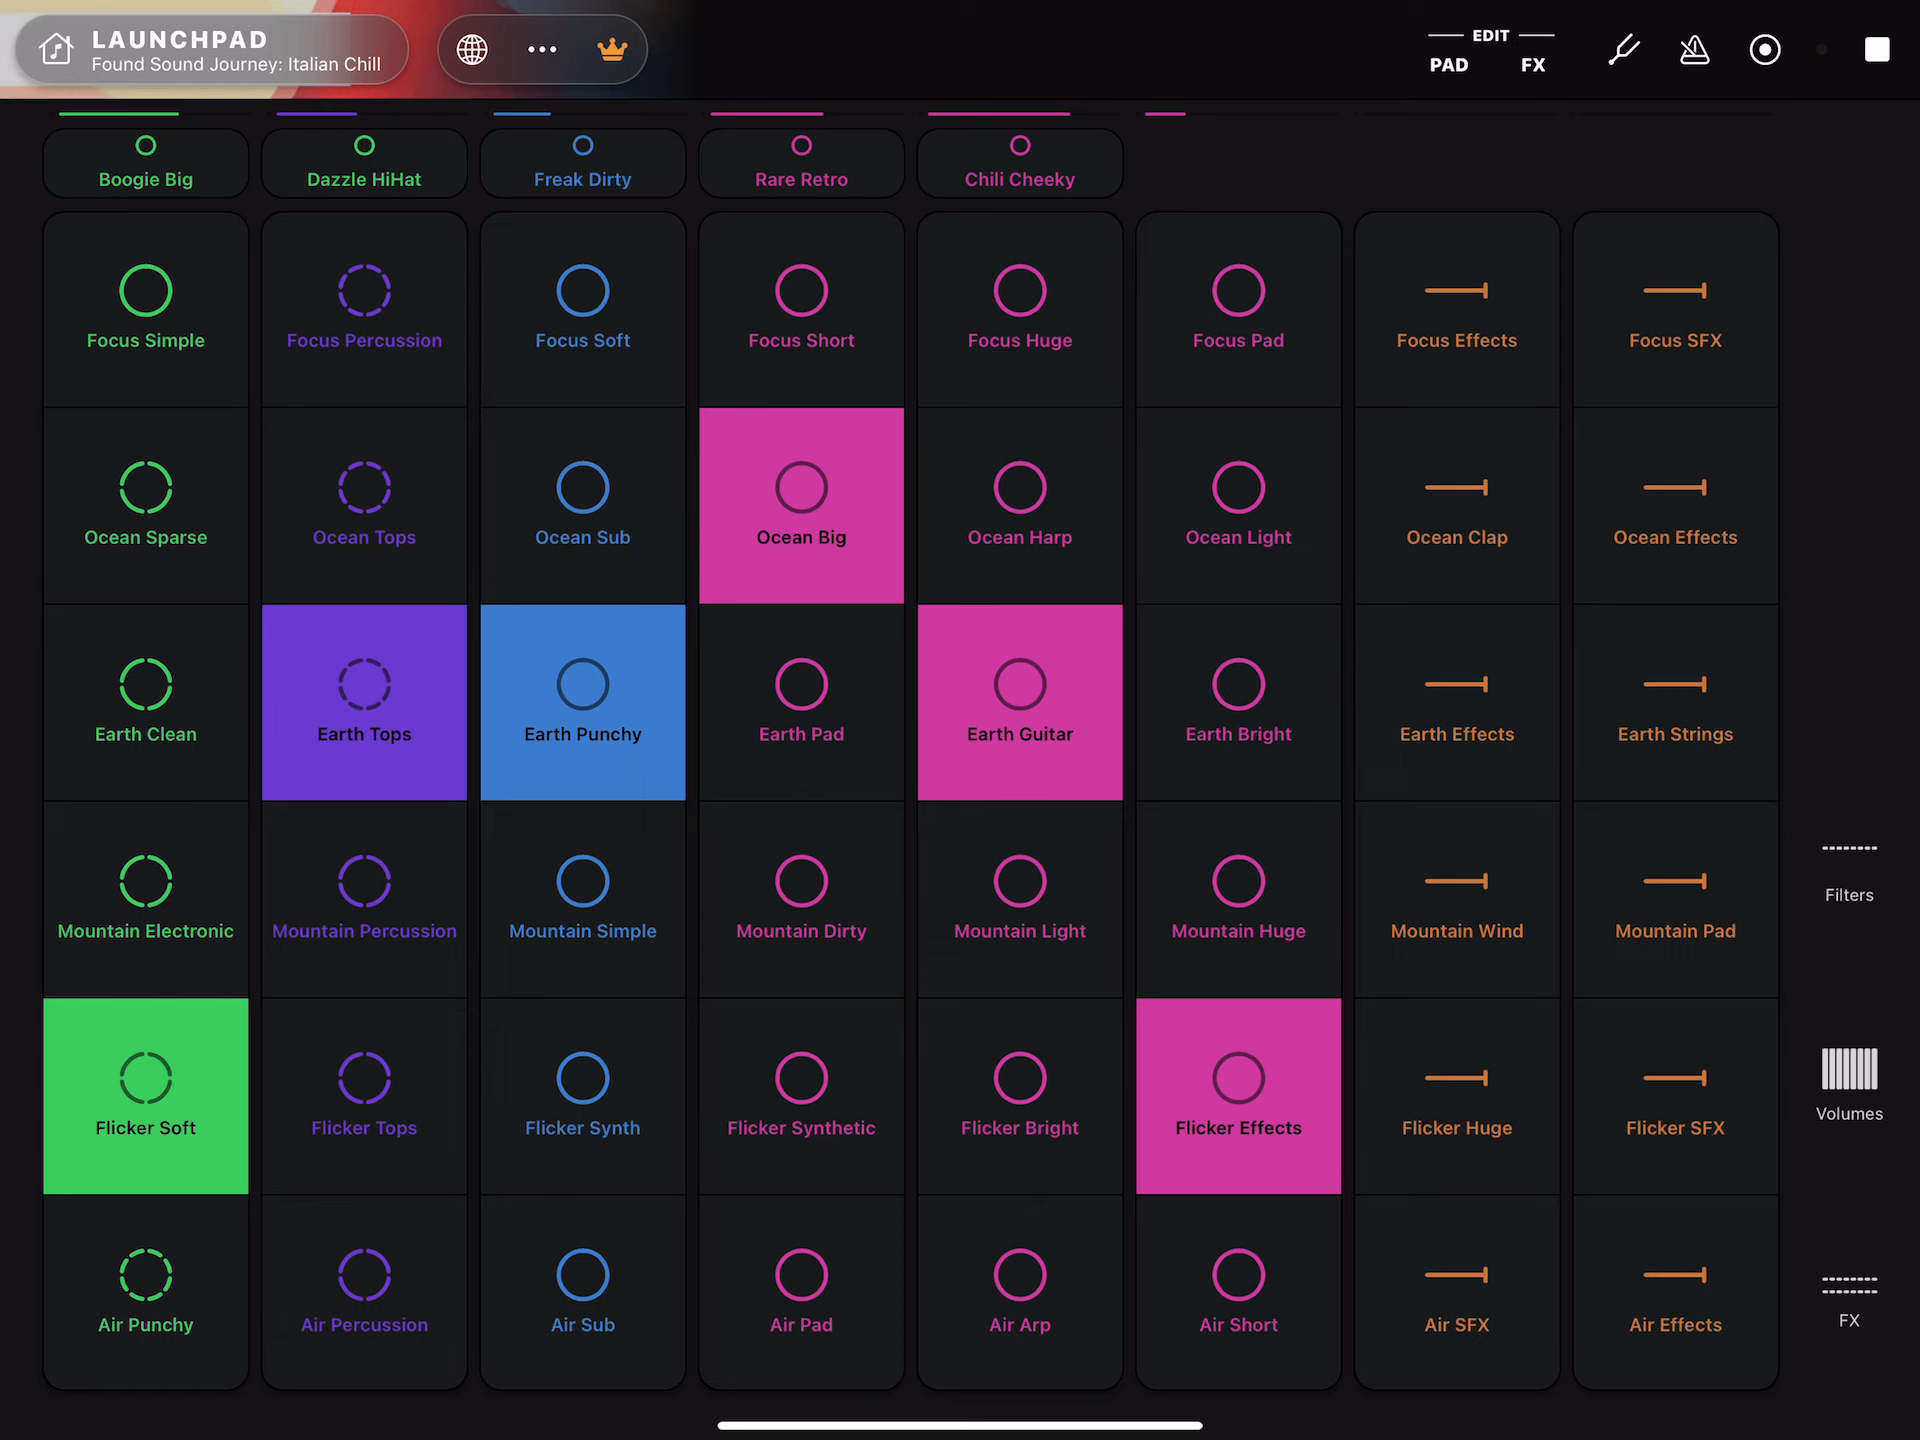 LAUNCHPAD
Found Sound Journey: Italian Chill
EDIT
PAD FX
Boogie Big
Dazzle HiHat
Freak Dirty
Rare Retro
Chili Cheeky
Focus Simple
Focus Percussion
Focus Soft
Focus Short
Focus Huge
Focus Pad
Focus Effects
Focus SFX
Ocean Sparse
Ocean Tops
Ocean Sub
Ocean Big
Ocean Harp
Ocean Light
Ocean Clap
Ocean Effects
Earth Clean
Earth Tops
Earth Punchy
Earth Pad
Earth Guitar
Earth Bright
Earth Effects
Earth Strings
Mountain Electronic
Mountain Percussion
Mountain Simple
Mountain Dirty
Mountain Light
Mountain Huge
Mountain Wind
Mountain Pad
Filters
Flicker Soft
Flicker Tops
Flicker Synth
Flicker Synthetic
Flicker Bright
Flicker Effects
Flicker Huge
Flicker SFX
Volumes
Air Punchy
Air Percussion
Air Sub
Air Pad
Air Arp
Air Short
Air SFX
Air Effects
FX